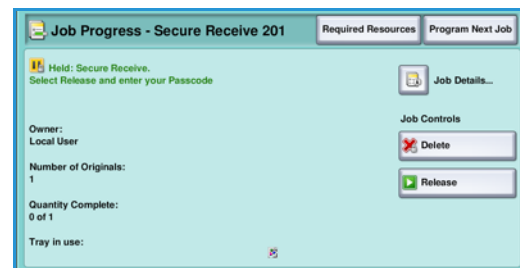 Job Progress - Secure Receive 201
Required Resources
Program Next Job
Held: Secure Receive.
Select Release and enter your Passcode
Job Details...
Owner:
Local User
Job Controls
Delete
Number of Originals:
1
Release
Quantity Complete:
0 of 1
Tray in use: